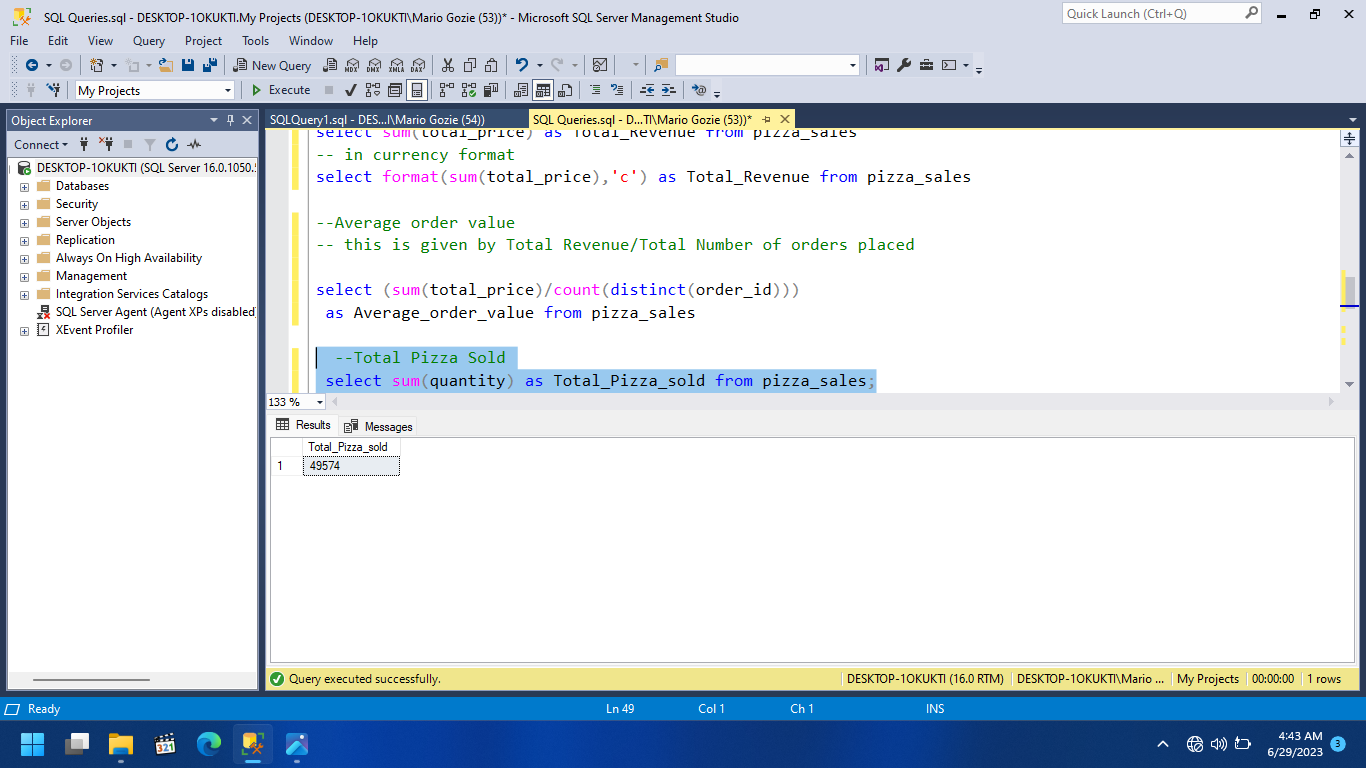 SQL Queries.sql - DESKTOP-1OKUKTI.My Projects (DESKTOP-1OKUKTI\Mario Gozie (53))* - Microsoft SQL Server Management Studio
Quick Launch (Ctrl+Q)
File Edit View Query Project Tools Window Help
New Query
MDX DMX XMLA DAX
My Projects
Execute
Object Explorer
Connect
DESKTOP-1OKUKTI (SQL Server 16.0.1050.5
Databases
Security
Server Objects
Replication
Always On High Availability
Management
Integration Services Catalogs
SQL Server Agent (Agent XPs disabled)
XEvent Profiler
SQLQuery1.sql - DES...I\Mario Gozie (54))
SQL Queries.sql - D...TI\Mario Gozie (53))*
select sum(total_price) as Total_Revenue from pizza_sales
-- in currency format
select format(sum(total_price),'c') as Total_Revenue from pizza_sales
--Average order value
-- this is given by Total Revenue/Total Number of orders placed
select (sum(total_price)/count(distinct(order_id)))
as Average_order_value from pizza_sales
--Total Pizza Sold
select sum(quantity) as Total_Pizza_sold from pizza_sales;
133 %
Results Messages
Total_Pizza_sold
1 49574
Query executed successfully.
DESKTOP-1OKUKTI (16.0 RTM) DESKTOP-1OKUKTI\Mario ... My Projects 00:00:00 1 rows
Ready Ln 49 Col 1 Ch 1 INS
321
4:43 AM
6/29/2023
3